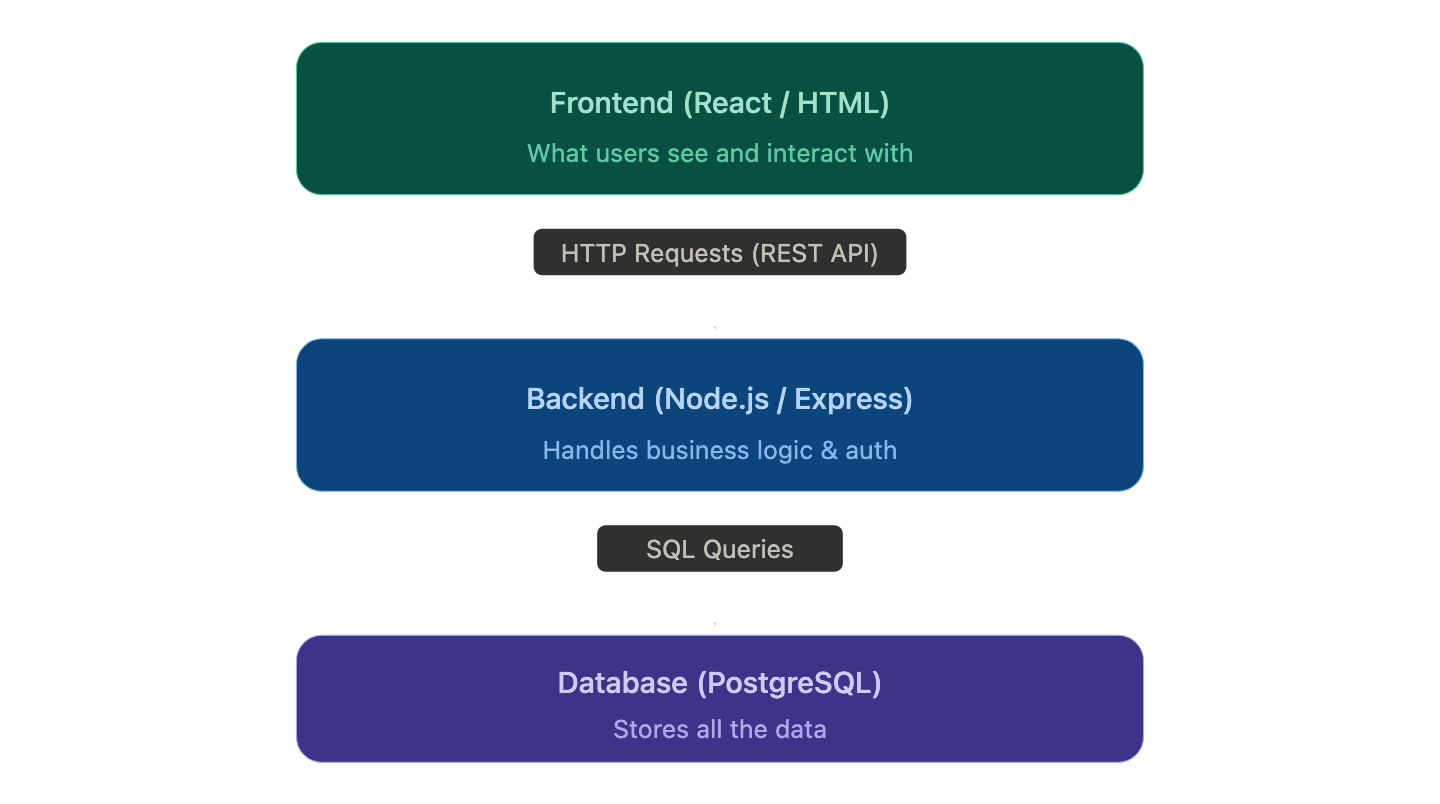 Frontend (React / HTML)
What users see and interact with
HTTP Requests (REST API)
Backend (Node.js / Express)
Handles business logic & auth
SQL Queries
Database (PostgreSQL)
Stores all the data